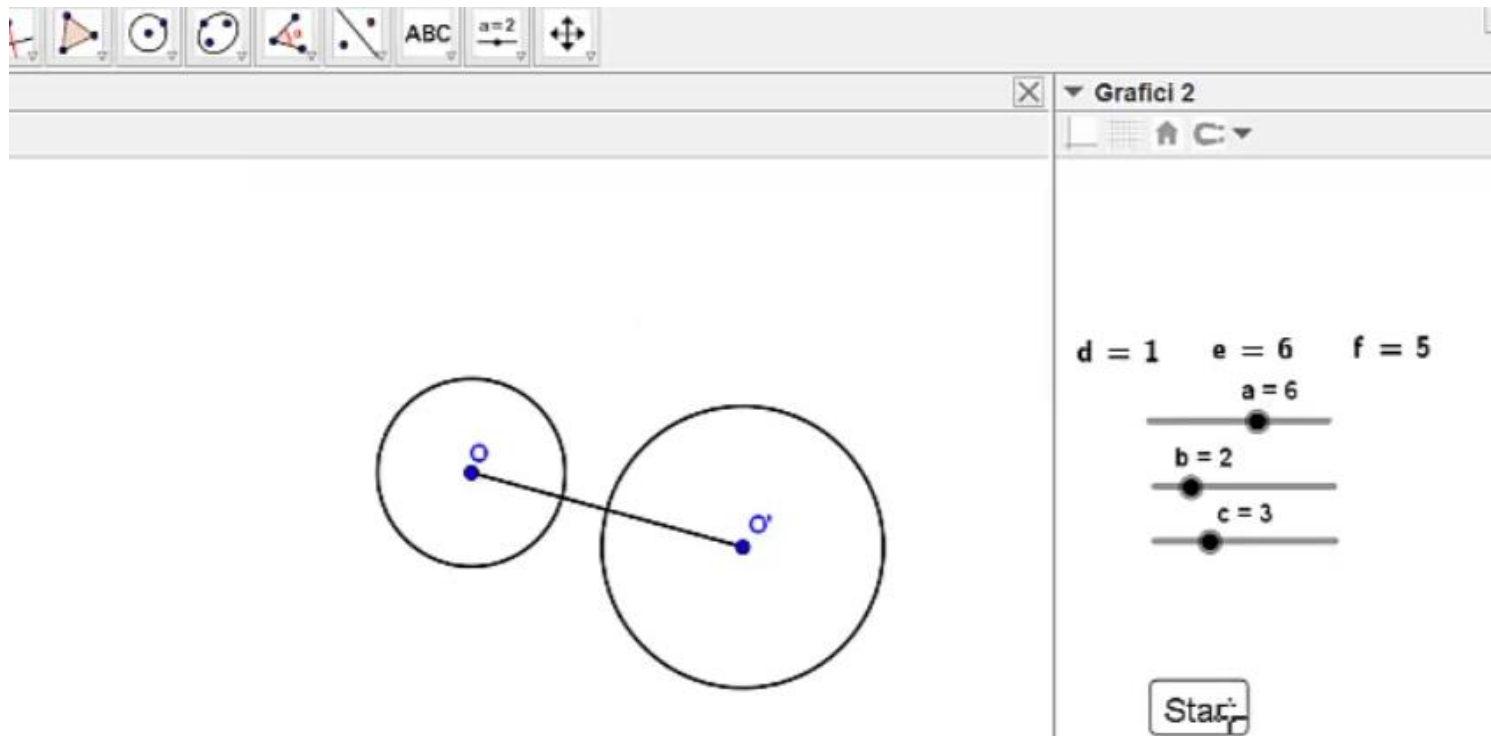 ABC a=2
Grafici 2
d = 1 e = 6 f = 5
a = 6
b = 2
c = 3
O
O'